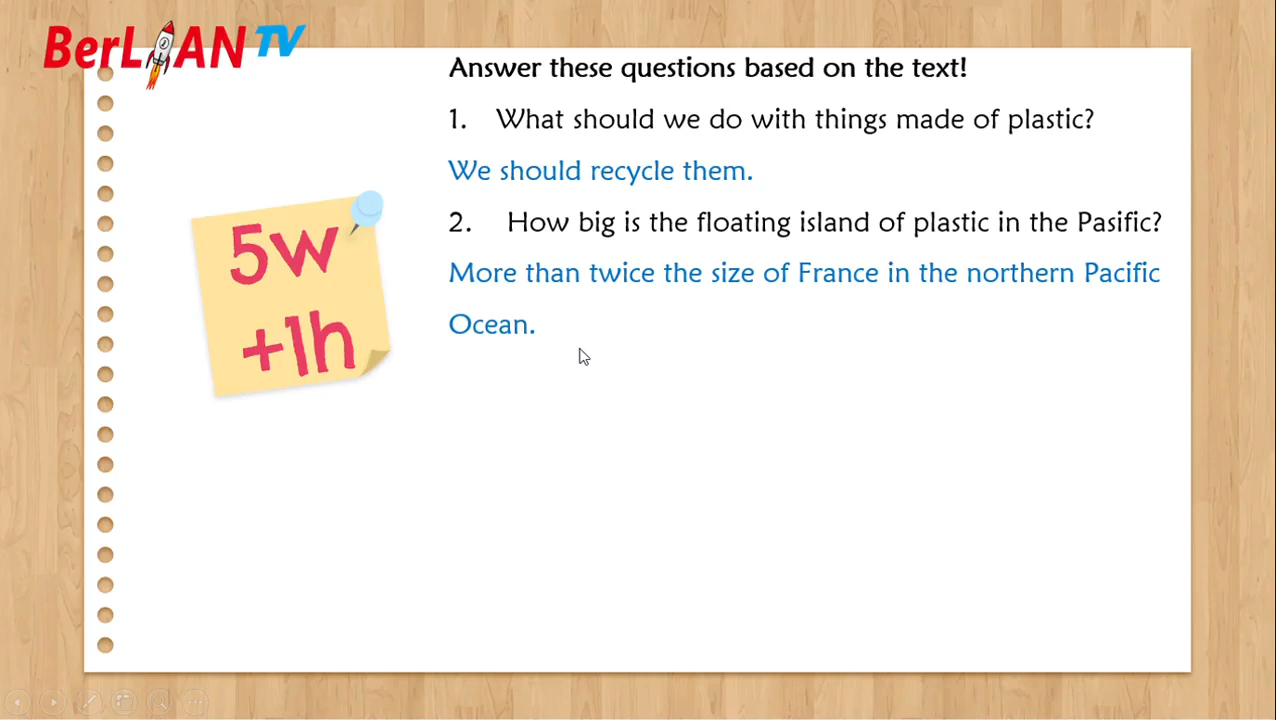 BerLIAN TV
Answer these questions based on the text!
1. What should we do with things made of plastic?
We should recycle them.
2. How big is the floating island of plastic in the Pasific?
More than twice the size of France in the northern Pacific
Ocean.
5w
+1h